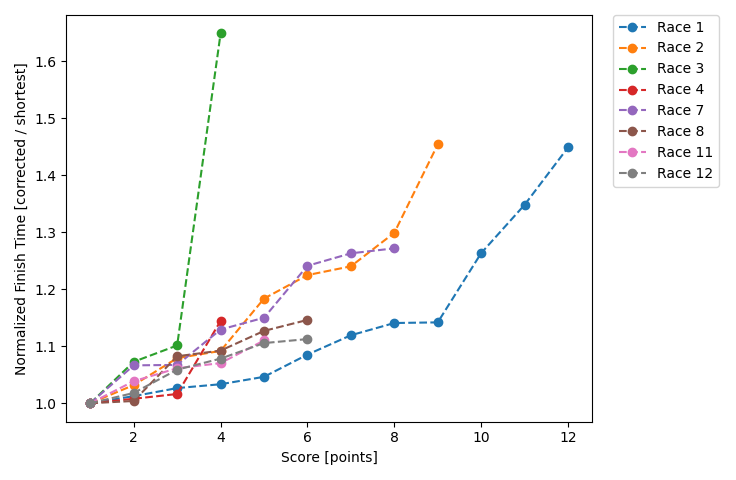 Normalized Finish Time [corrected / shortest]
1.6
1.5
1.4
1.3
1.2
1.1
1.0
2 4 6 8 10 12
Score [points]
Race 1
Race 2
Race 3
Race 4
Race 7
Race 8
Race 11
Race 12